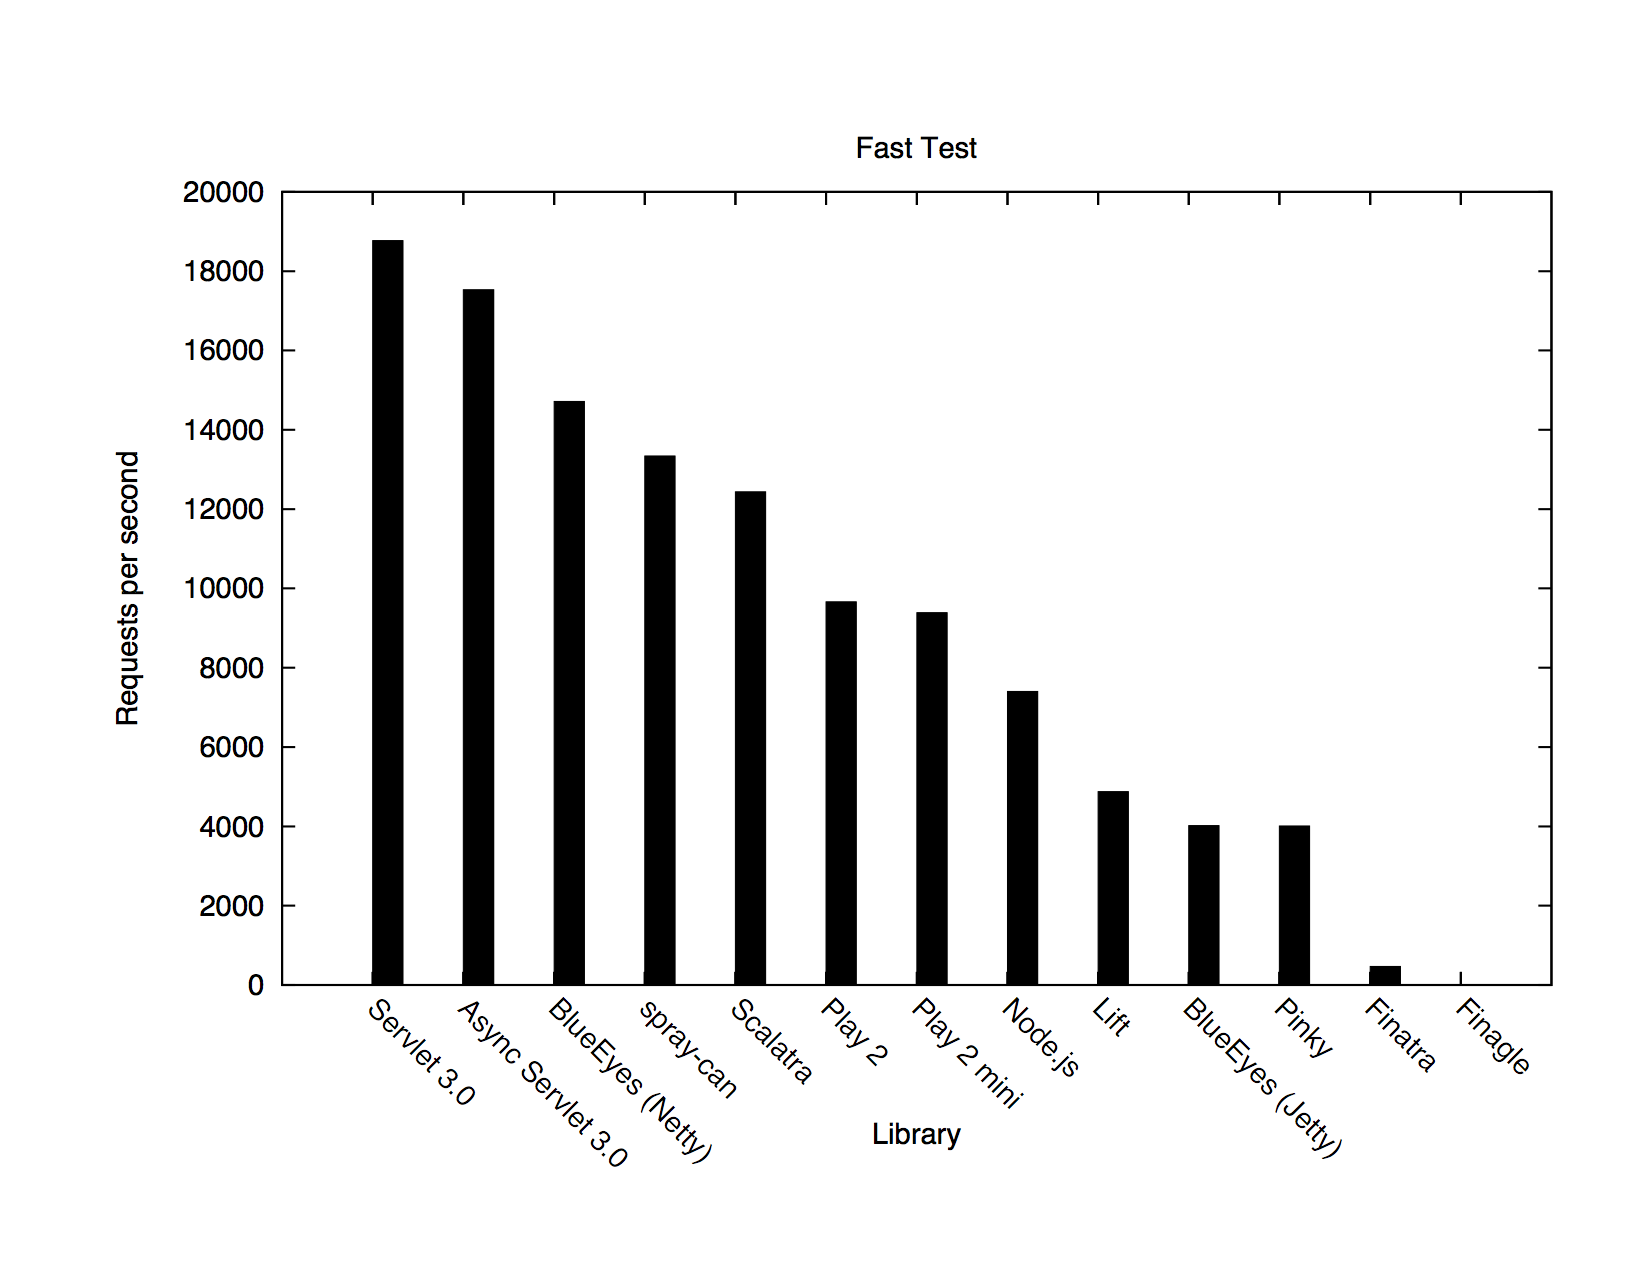 Fast Test
20000
18000
16000
14000
12000
10000
8000
6000
4000
2000
0
Requests per second
Servlet 3.0
Async Servlet 3.0
BlueEyes (Netty)
spray-can
Scalatra
Play 2
Play 2 mini
Node.js
Lift
BlueEyes (Jetty)
Pinky
Finatra
Finagle
Library